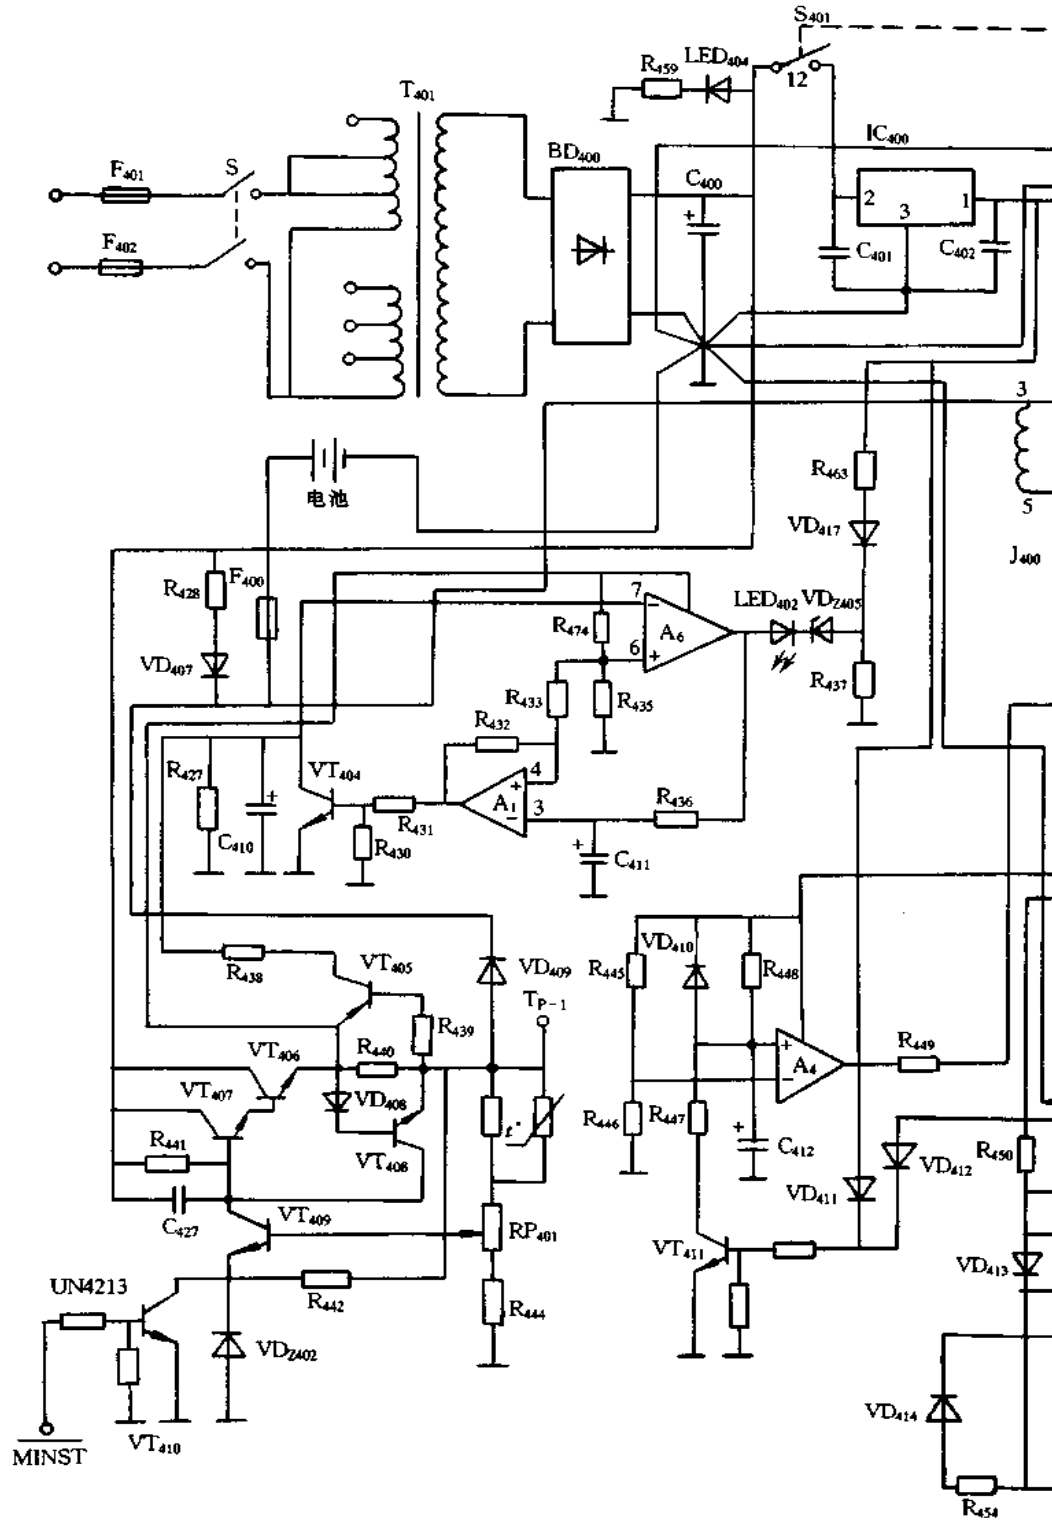 S401
R459
LED404
12
T401
IC400
F401
S
BD400
C400
2
3
1
F402
C401
C402
3
电池
R463
5
VD417
J400
R428
F400
7
LED402
VDZ405
R474
A6
6
VD407
R433
R435
R437
R432
R427
VT404
4
A1
3
R436
C410
R431
R430
C411
R438
VT405
VD409
VD410
R445
R448
TP-1
R439
VT406
R440
A4
R449
VT407
VD408
t°
R446
R447
R441
VT408
C412
R450
VD412
C427
VT409
RP401
VD411
VT411
VD413
UN4213
R442
R444
VDZ402
VD414
VT410
MINST
R454